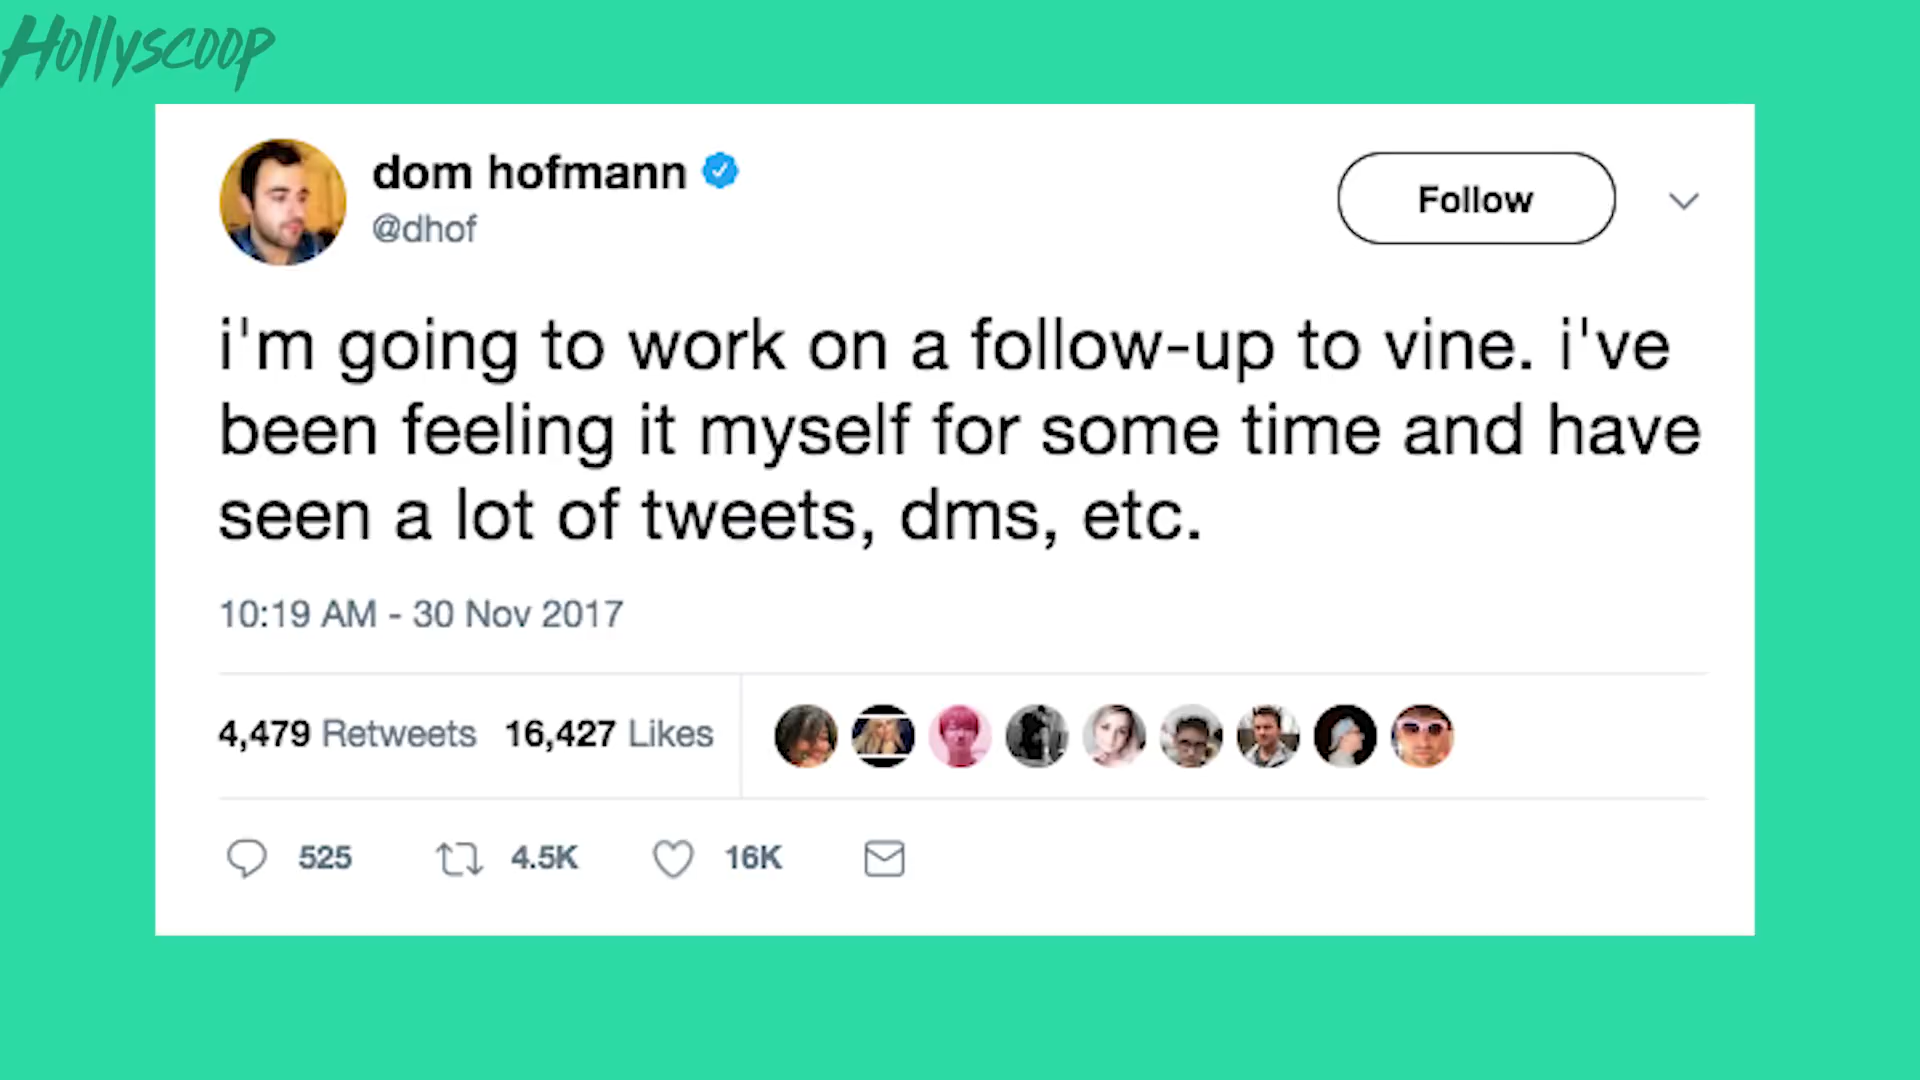 Hollyscoop
dom hofmann
@dhof
Follow
i'm going to work on a follow-up to vine. i've
been feeling it myself for some time and have
seen a lot of tweets, dms, etc.
10:19 AM - 30 Nov 2017
4,479 Retweets 16,427 Likes
525 4.5K 16K